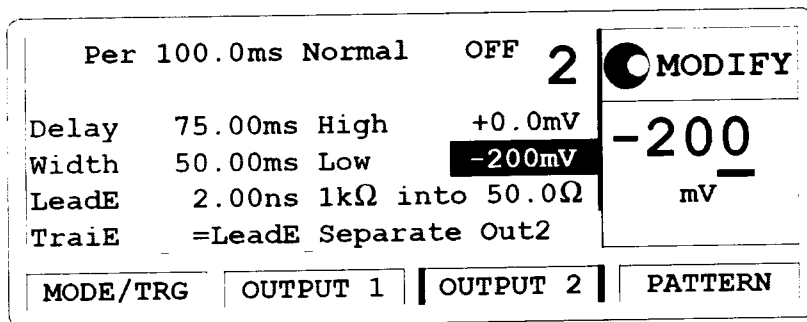 Per 100.0ms Normal OFF 2 MODIFY
Delay 75.00ms High +0.0mV
-200
Width 50.00ms Low -200mV
LeadE 2.00ns 1kΩ into 50.0Ω mV
TraiE =LeadE Separate Out2
MODE/TRG OUTPUT 1 OUTPUT 2 PATTERN